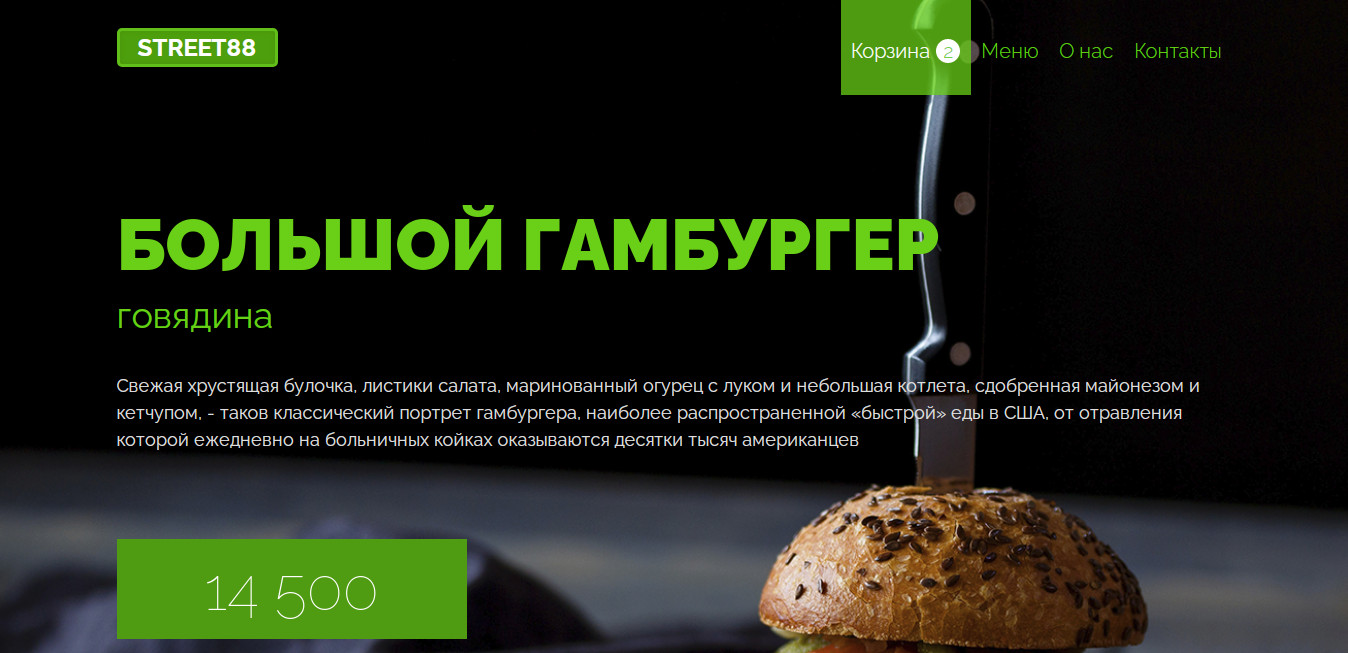 STREET88
Корзина 2 Меню О нас Контакты
БОЛЬШОЙ ГАМБУРГЕР
говядина
Свежая хрустящая булочка, листики салата, маринованный огурец с луком и небольшая котлета, сдобренная майонезом и
кетчупом, - таков классический портрет гамбургера, наиболее распространенной «быстрой» еды в США, от отравления
которой ежедневно на больничных койках оказываются десятки тысяч американцев
14 500